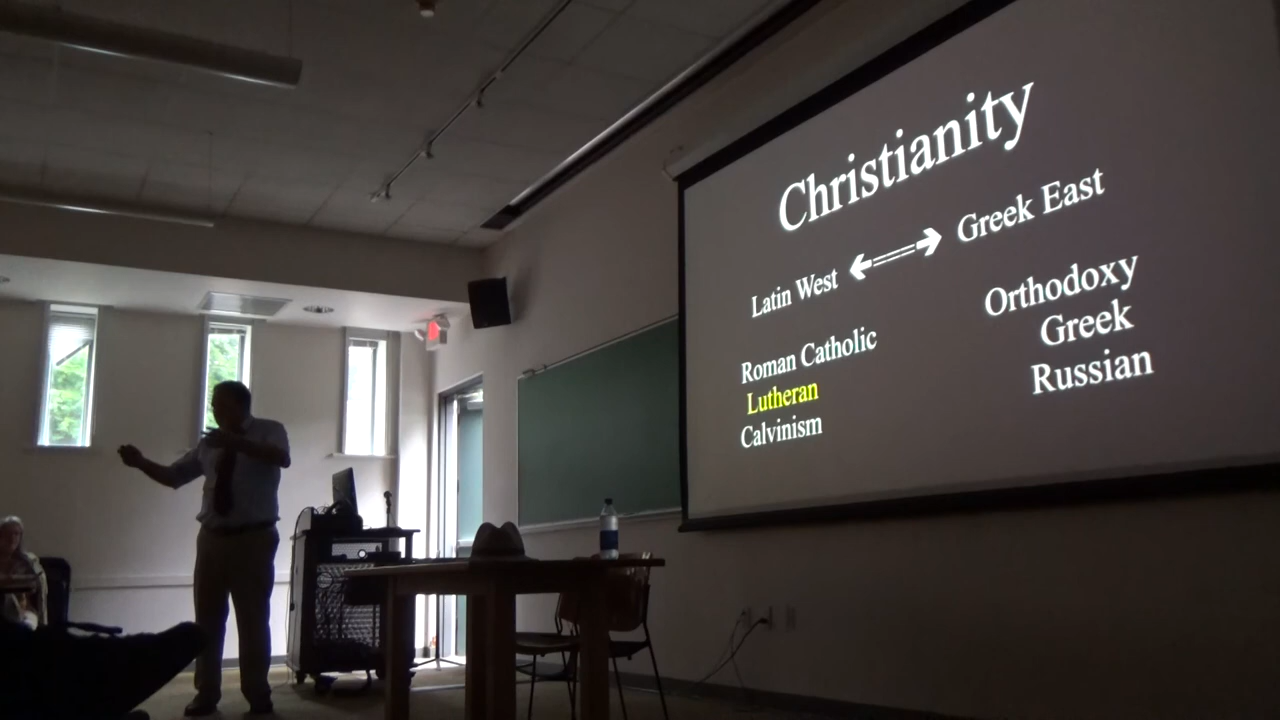 Christianity
Latin West
Greek East
Roman Catholic
Lutheran
Calvinism
Orthodoxy
Greek
Russian